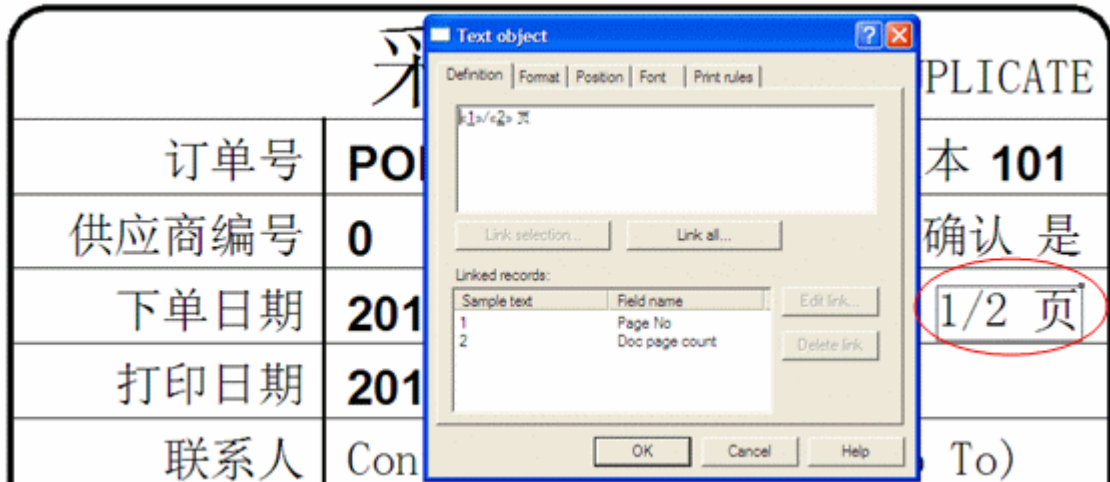 采
PLICATE
Text object
Definition Format Position Font Print rules
«1»/«2» 页
订单号 POI 本 101
供应商编号 0 确认 是
Link selection... Link all...
Linked records:
Sample text Field name Edit link...
下单日期 201 1/2 页
1 Page No
2 Doc page count Delete link
打印日期 201
OK Cancel Help
联系人 Con To)